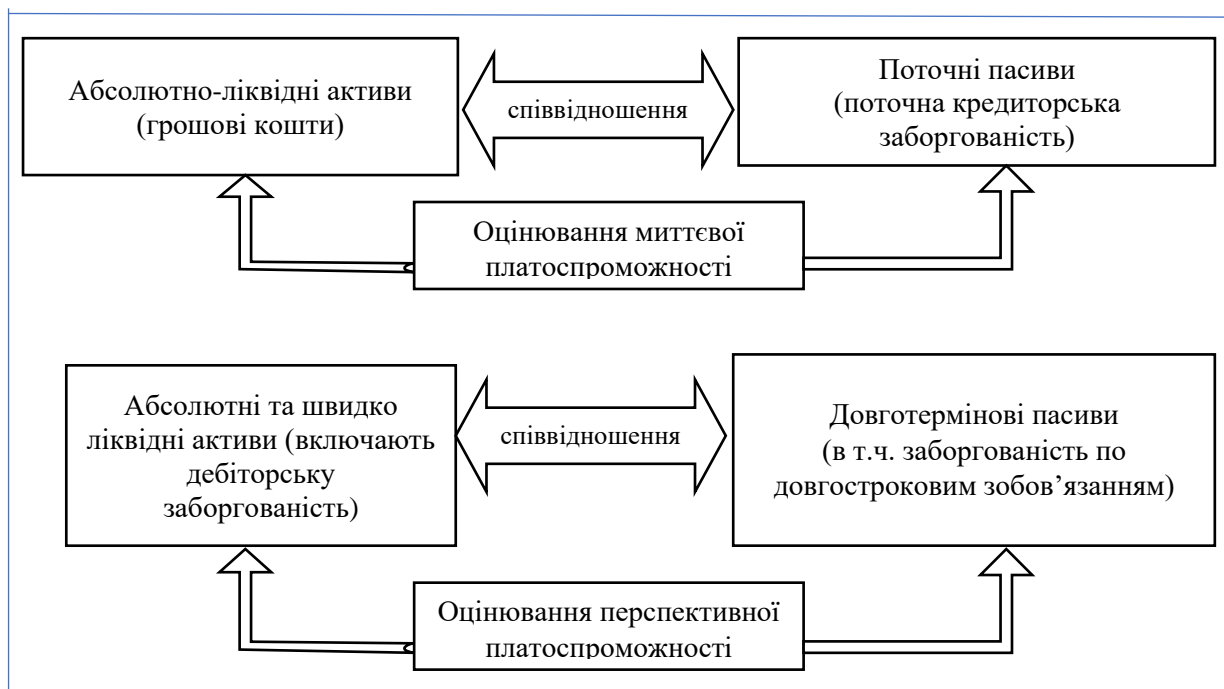 Абсолютно-ліквідні активи
(грошові кошти)
співвідношення
Поточні пасиви
(поточна кредиторська
заборгованість)
Оцінювання миттєвої
платоспроможності
Абсолютні та швидко
ліквідні активи (включають
дебіторську
заборгованість)
співвідношення
Довготермінові пасиви
(в т.ч. заборгованість по
довгостроковим зобов’язанням)
Оцінювання перспективної
платоспроможності